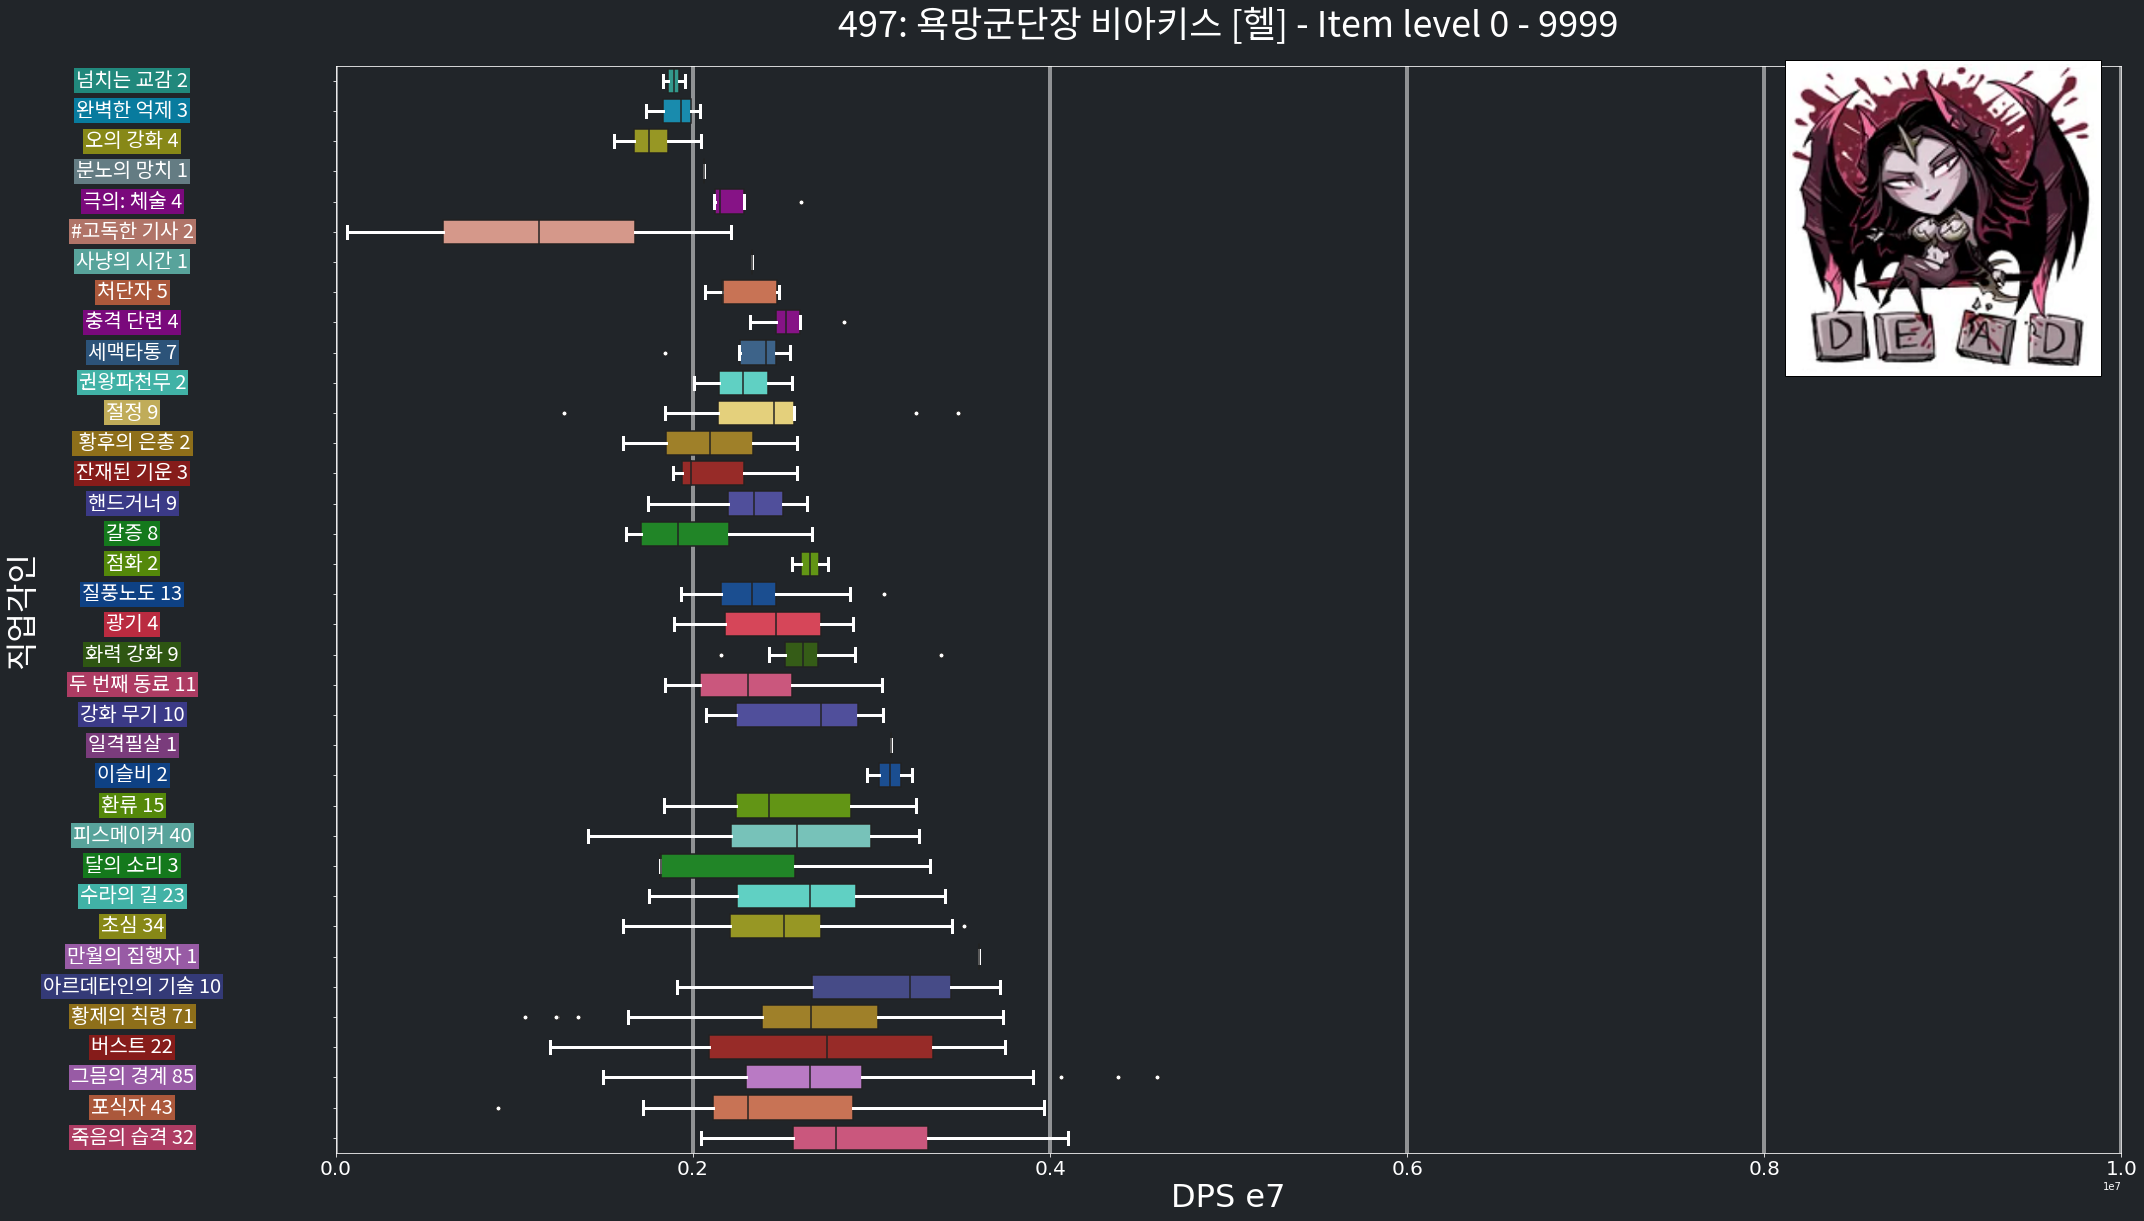 497: 욕망군단장 비아키스 [헬] - Item level 0 - 9999
넘치는 교감 2
완벽한 억제 3
오의 강화 4
분노의 망치 1
극의: 체술 4
#고독한 기사 2
사냥의 시간 1
처단자 5
충격 단련 4
세맥타통 7
권왕파천무 2
절정 9
황후의 은총 2
잔재된 기운 3
핸드거너 9
갈증 8
점화 2
질풍노도 13
광기 4
화력 강화 9
두 번째 동료 11
강화 무기 10
일격필살 1
이슬비 2
환류 15
피스메이커 40
달의 소리 3
수라의 길 23
초심 34
만월의 집행자 1
아르데타인의 기술 10
황제의 칙령 71
버스트 22
그믐의 경계 85
포식자 43
죽음의 습격 32
직업각인
0.0 0.2 0.4 0.6 0.8 1.0
1e7
DPS e7
DEAD